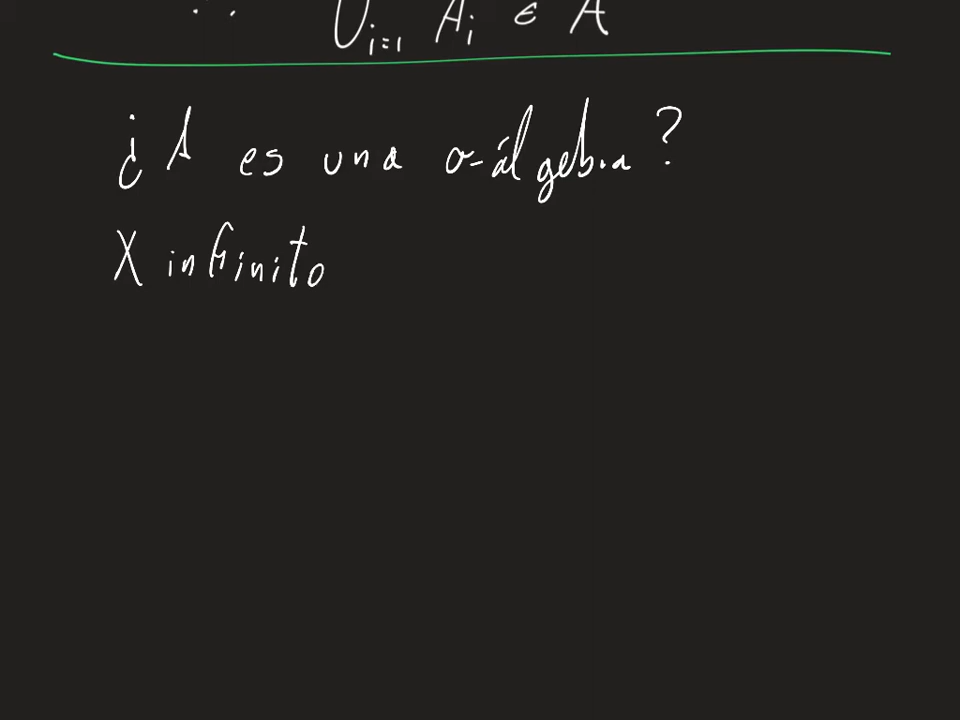 ∴ ⋃ᵢ₌₁ Aᵢ ∈ A
¿A es una σ-álgebra?
X infinito